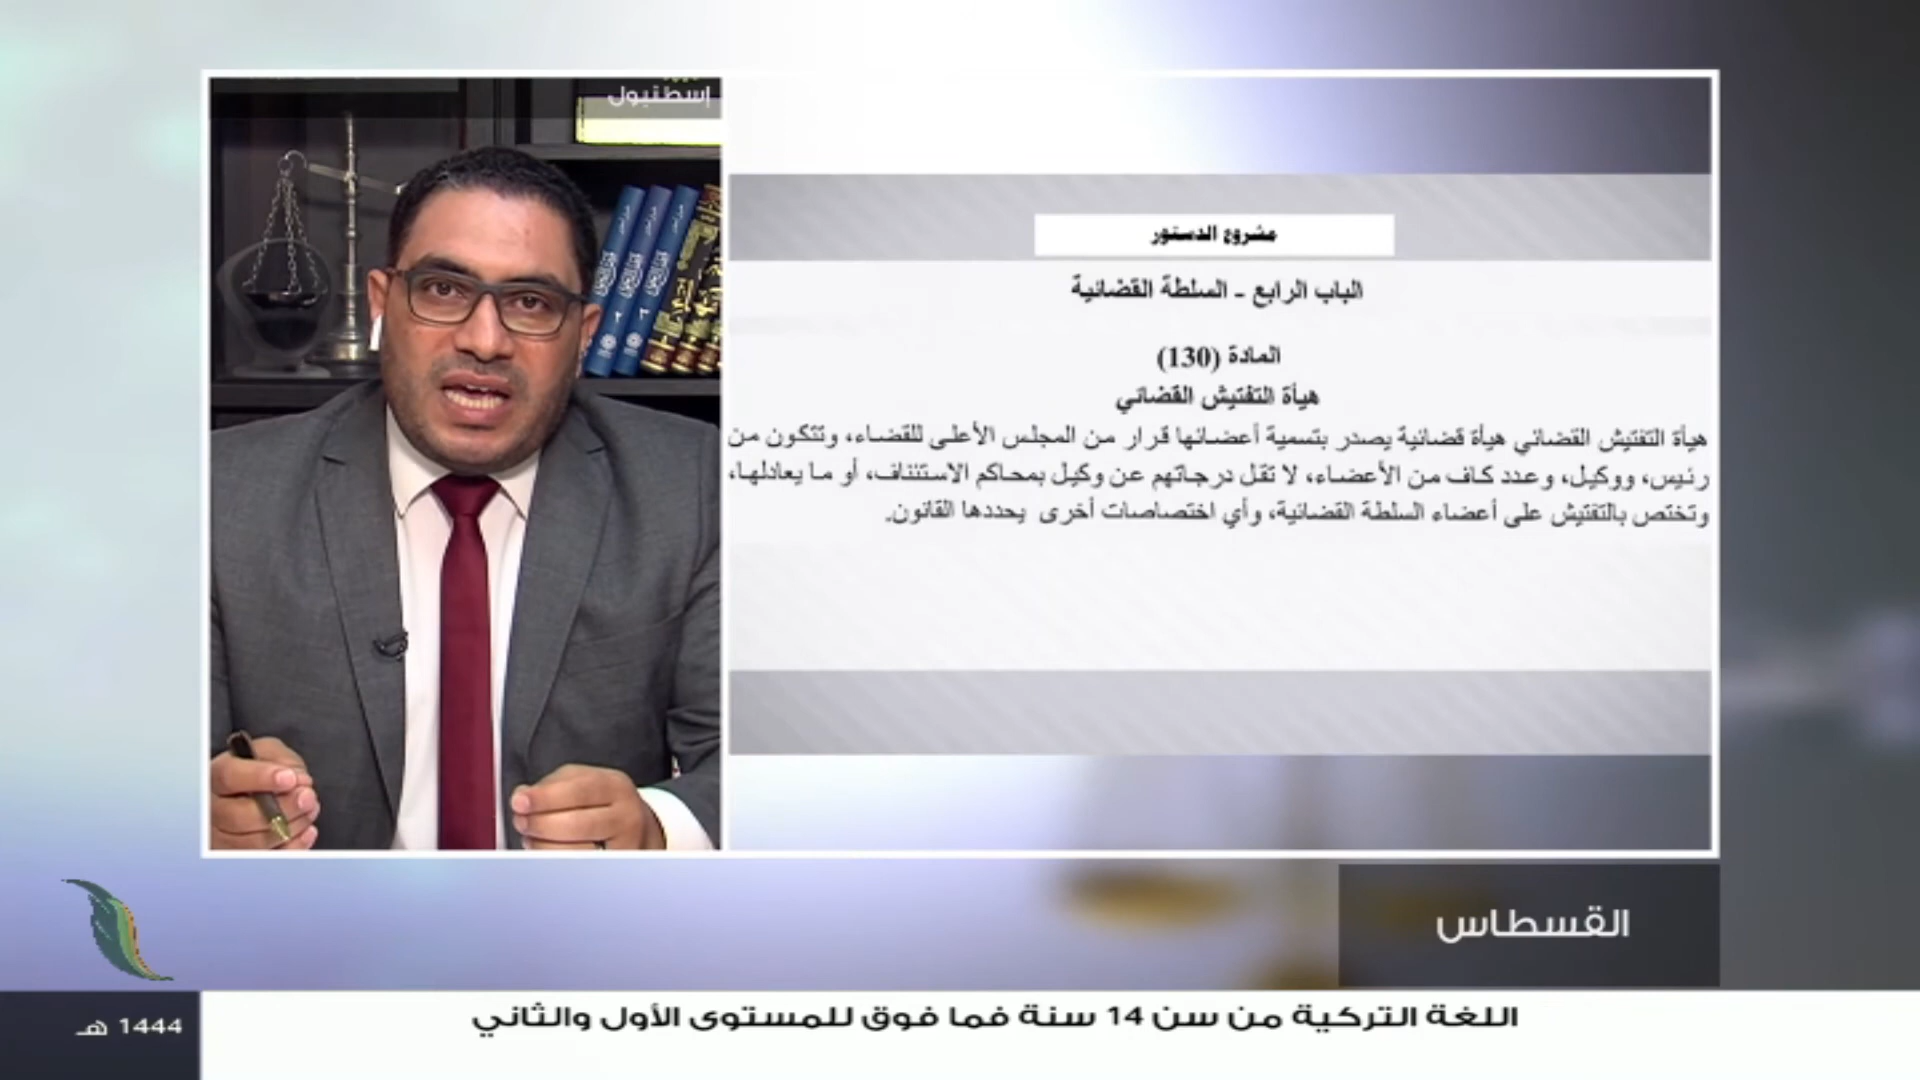 إسطنبول
مشروع الدستور
الباب الرابع - السلطة القضائية
المادة (130)
هيأة التفتيش القضائي
هيأة التفتيش القضائي هيأة قضائية يصدر بتسمية أعضائها قرار من المجلس الأعلى للقضاء، وتتكون من
رئيس، ووكيل، وعدد كاف من الأعضاء، لا تقل درجاتهم عن وكيل بمحاكم الاستئناف، أو ما يعادلها،
وتختص بالتفتيش على أعضاء السلطة القضائية، وأي اختصاصات أخرى يحددها القانون.
القسطاس
اللغة التركية من سن 14 سنة فما فوق للمستوى الأول والثاني
1444 هـ